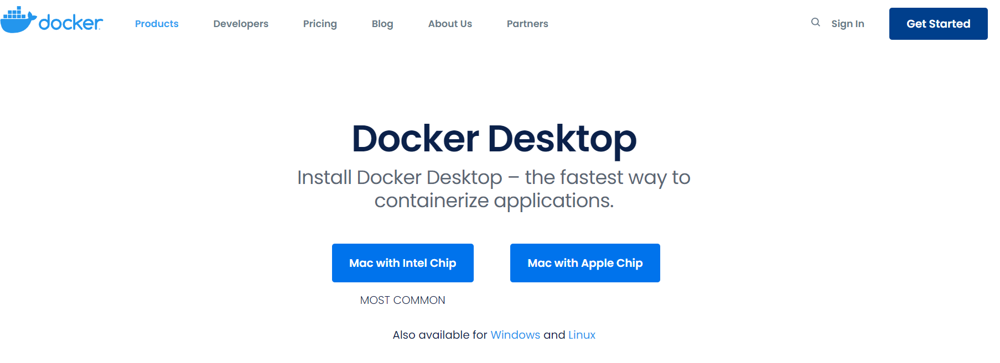 docker
Products Developers Pricing Blog About Us Partners Sign In Get Started
Docker Desktop
Install Docker Desktop – the fastest way to
containerize applications.
Mac with Intel Chip Mac with Apple Chip
MOST COMMON
Also available for Windows and Linux